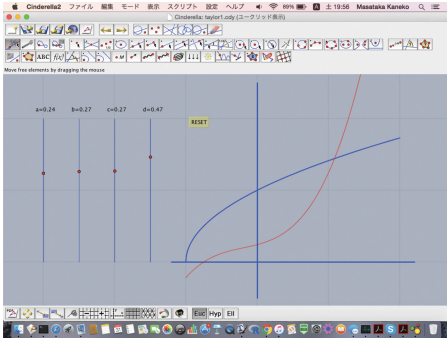 Cinderella2 ファイル 編集 モード 表示 スクリプト 設定 ヘルプ 89% 土 19:56 Masataka Kaneko
Cinderella: taylor1.cdy (ユークリッド表示)
ABC
Move free elements by dragging the mouse
a=0.24 b=0.27 c=0.27 d=0.47
RESET
Euc Hyp Ell